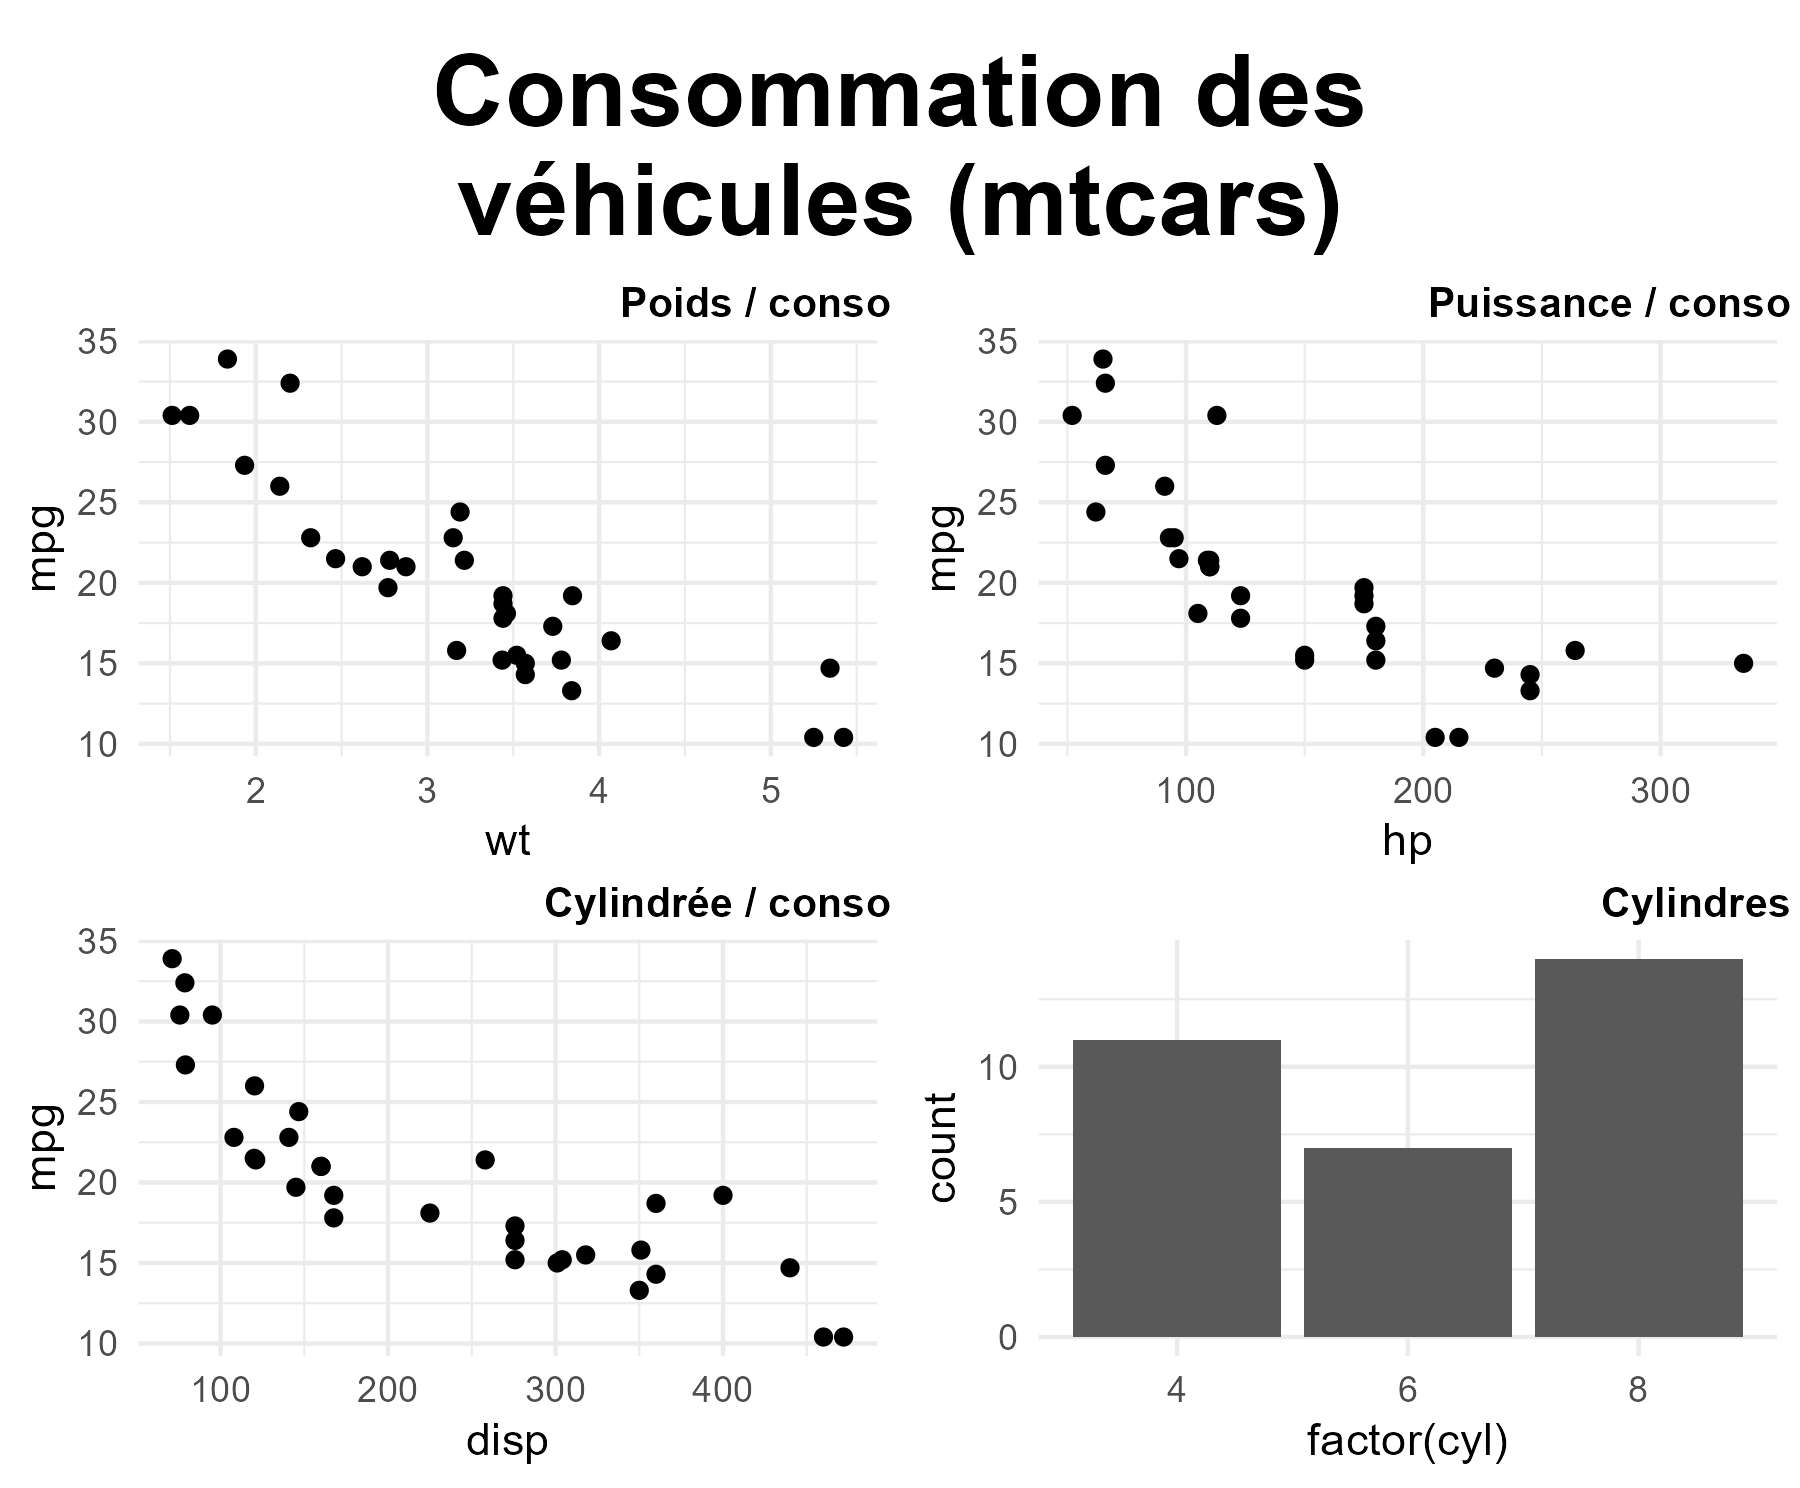 Consommation des
véhicules (mtcars)
Poids / conso
35
30
25
20
15
10
mpg
2 3 4 5
wt
Puissance / conso
35
30
25
20
15
10
mpg
100 200 300
hp
Cylindrée / conso
35
30
25
20
15
10
mpg
100 200 300 400
disp
Cylindres
10
5
0
count
4 6 8
factor(cyl)